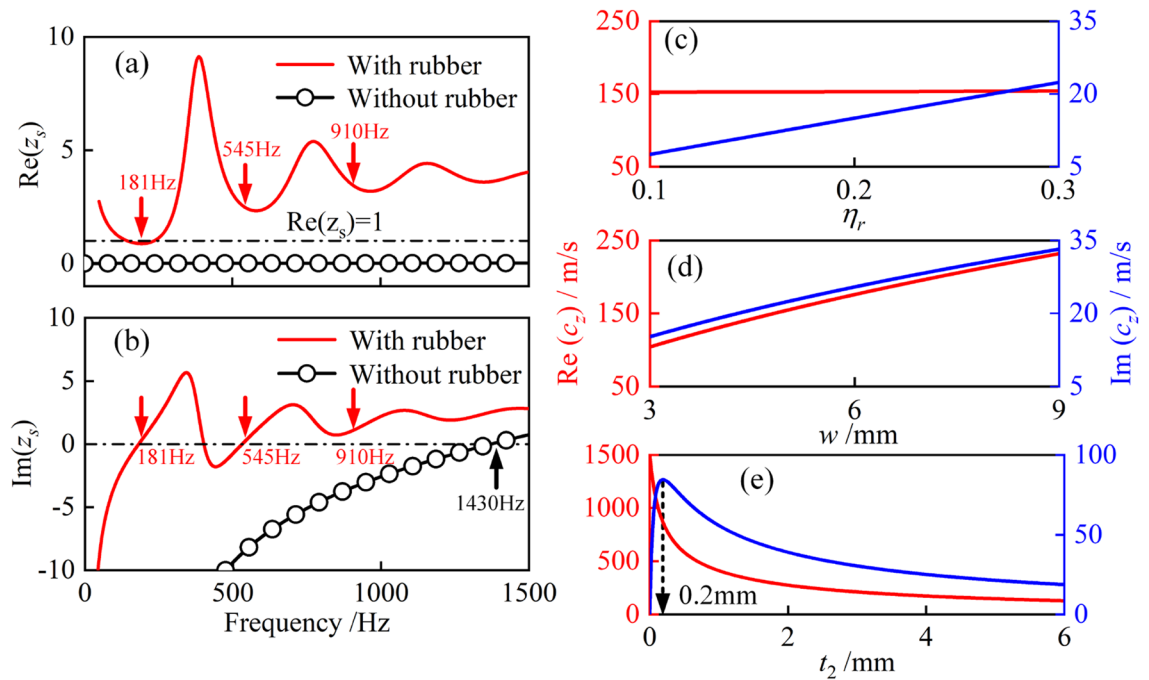 (a)
10
5
0
Re(zs)
With rubber
Without rubber
181Hz
545Hz
910Hz
Re(zs)=1
(b)
10
5
0
-5
-10
Im(zs)
With rubber
Without rubber
181Hz
545Hz
910Hz
1430Hz
0
500
1000
1500
Frequency /Hz
(c)
250
150
50
35
20
5
0.1
0.2
0.3
ηr
(d)
250
150
50
Re (cz) / m/s
35
20
5
Im (cz) / m/s
3
6
9
w /mm
(e)
1500
1000
500
0
100
50
0
0.2mm
0
2
4
6
t2 /mm